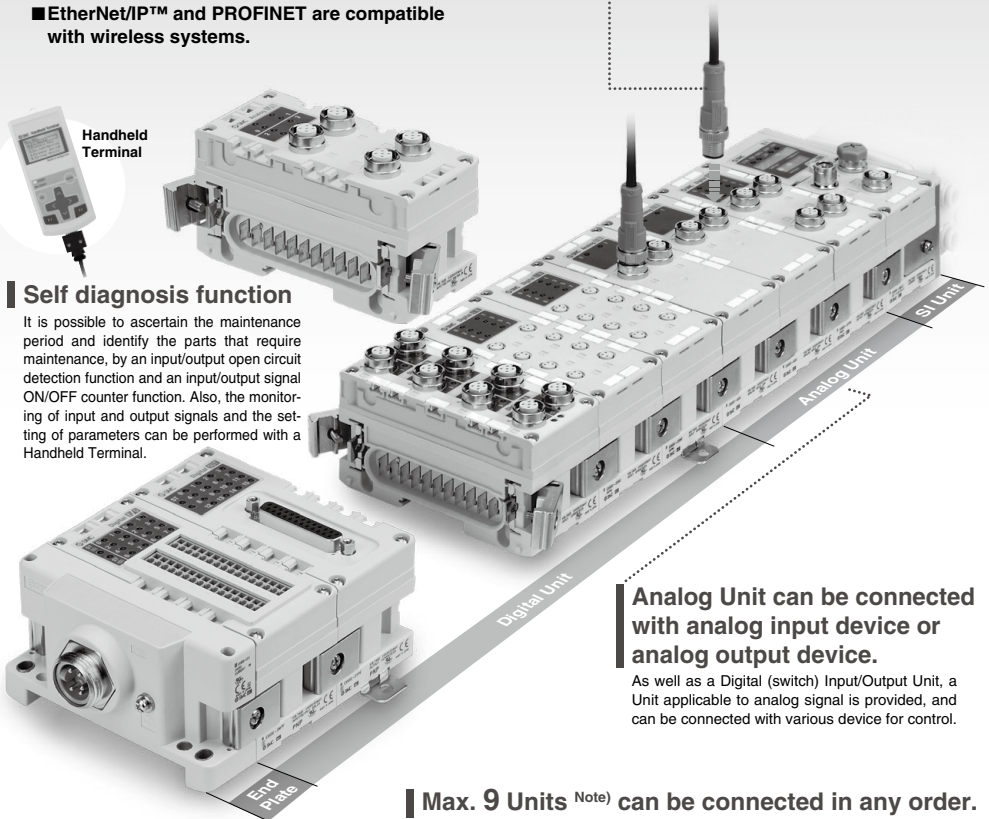 ■EtherNet/IP™ and PROFINET are compatible
with wireless systems.
Handheld
Terminal
Self diagnosis function
It is possible to ascertain the maintenance
period and identify the parts that require
maintenance, by an input/output open circuit
detection function and an input/output signal
ON/OFF counter function. Also, the monitor-
ing of input and output signals and the set-
ting of parameters can be performed with a
Handheld Terminal.
SI Unit
Analog Unit
Digital Unit
End
Plate
Analog Unit can be connected
with analog input device or
analog output device.
As well as a Digital (switch) Input/Output Unit, a
Unit applicable to analog signal is provided, and
can be connected with various device for control.
Max. 9 Units Note) can be connected in any order.